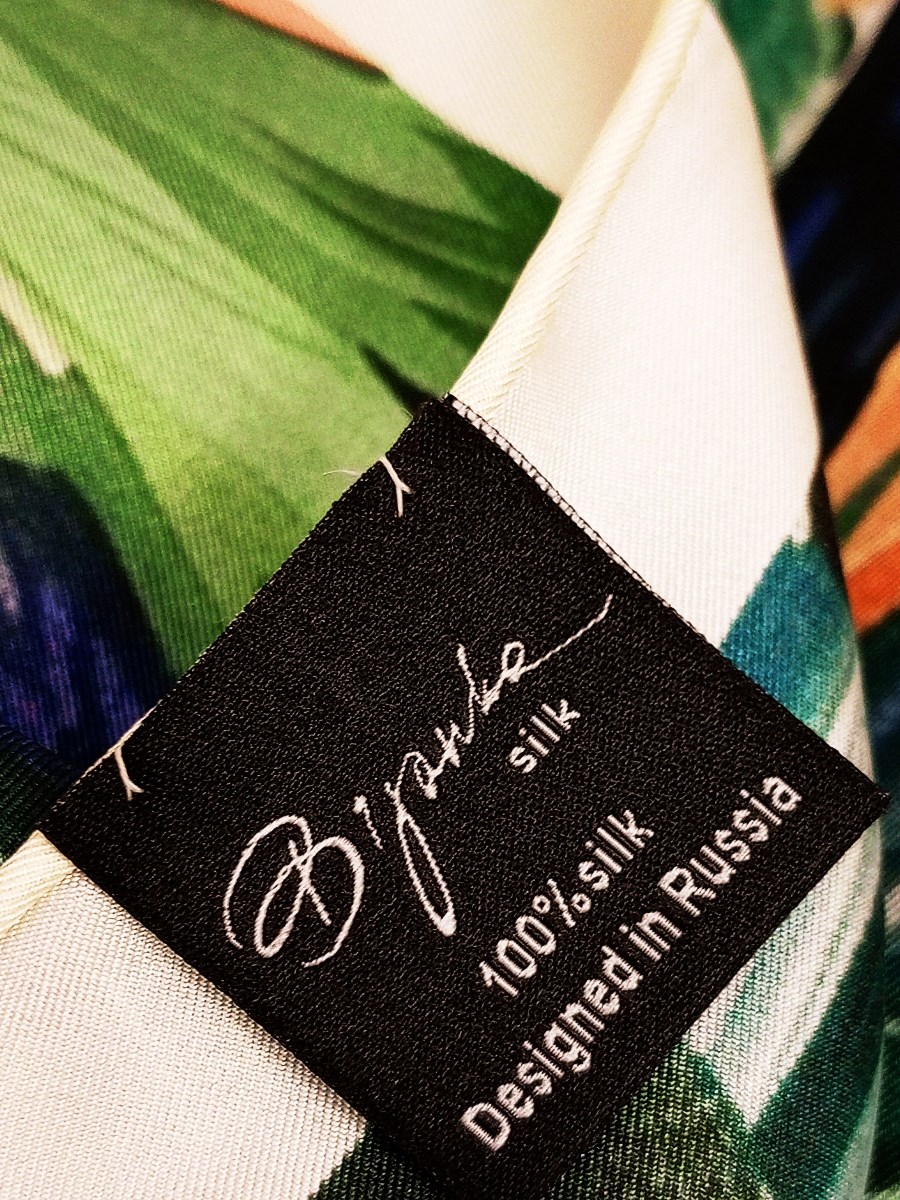 silk
100% silk
Designed in Russia